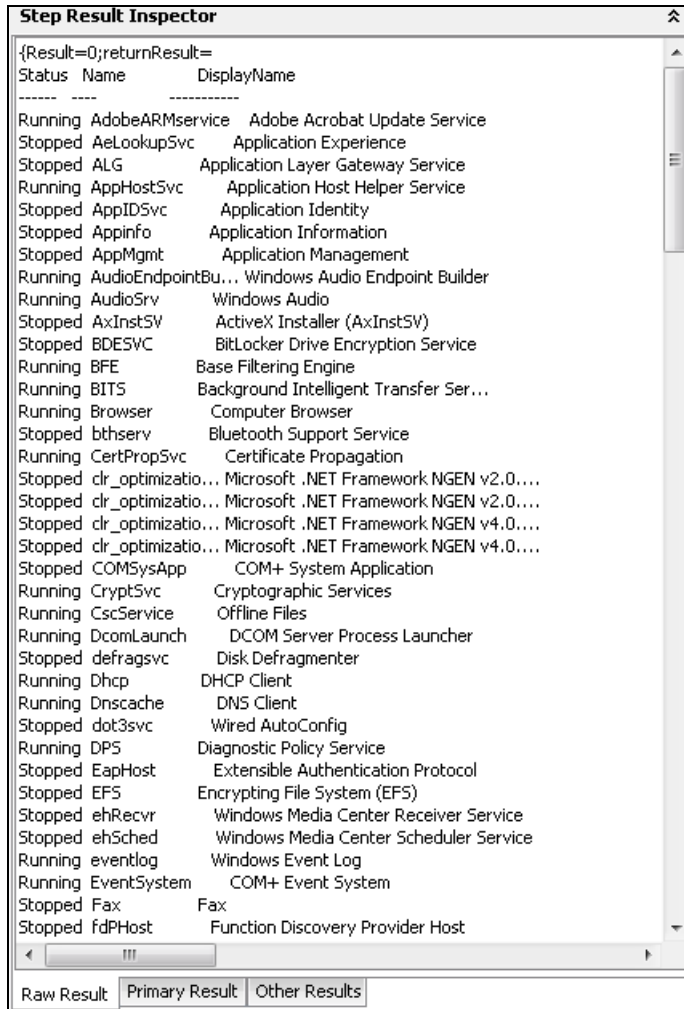 Step Result Inspector
{Result=0;returnResult=
Status Name DisplayName
------ ---- -----------
Running AdobeARMservice Adobe Acrobat Update Service
Stopped AeLookupSvc Application Experience
Stopped ALG Application Layer Gateway Service
Running AppHostSvc Application Host Helper Service
Stopped AppIDSvc Application Identity
Stopped Appinfo Application Information
Stopped AppMgmt Application Management
Running AudioEndpointBu... Windows Audio Endpoint Builder
Running AudioSrv Windows Audio
Stopped AxInstSV ActiveX Installer (AxInstSV)
Stopped BDESVC BitLocker Drive Encryption Service
Running BFE Base Filtering Engine
Running BITS Background Intelligent Transfer Ser...
Running Browser Computer Browser
Stopped bthserv Bluetooth Support Service
Running CertPropSvc Certificate Propagation
Stopped clr_optimizatio... Microsoft .NET Framework NGEN v2.0....
Stopped clr_optimizatio... Microsoft .NET Framework NGEN v2.0....
Stopped clr_optimizatio... Microsoft .NET Framework NGEN v4.0....
Stopped clr_optimizatio... Microsoft .NET Framework NGEN v4.0....
Stopped COMSysApp COM+ System Application
Running CryptSvc Cryptographic Services
Running CscService Offline Files
Running DcomLaunch DCOM Server Process Launcher
Stopped defragsvc Disk Defragmenter
Running Dhcp DHCP Client
Running Dnscache DNS Client
Stopped dot3svc Wired AutoConfig
Running DPS Diagnostic Policy Service
Stopped EapHost Extensible Authentication Protocol
Stopped EFS Encrypting File System (EFS)
Stopped ehRecvr Windows Media Center Receiver Service
Stopped ehSched Windows Media Center Scheduler Service
Running eventlog Windows Event Log
Running EventSystem COM+ Event System
Stopped Fax Fax
Stopped fdPHost Function Discovery Provider Host
Raw Result Primary Result Other Results